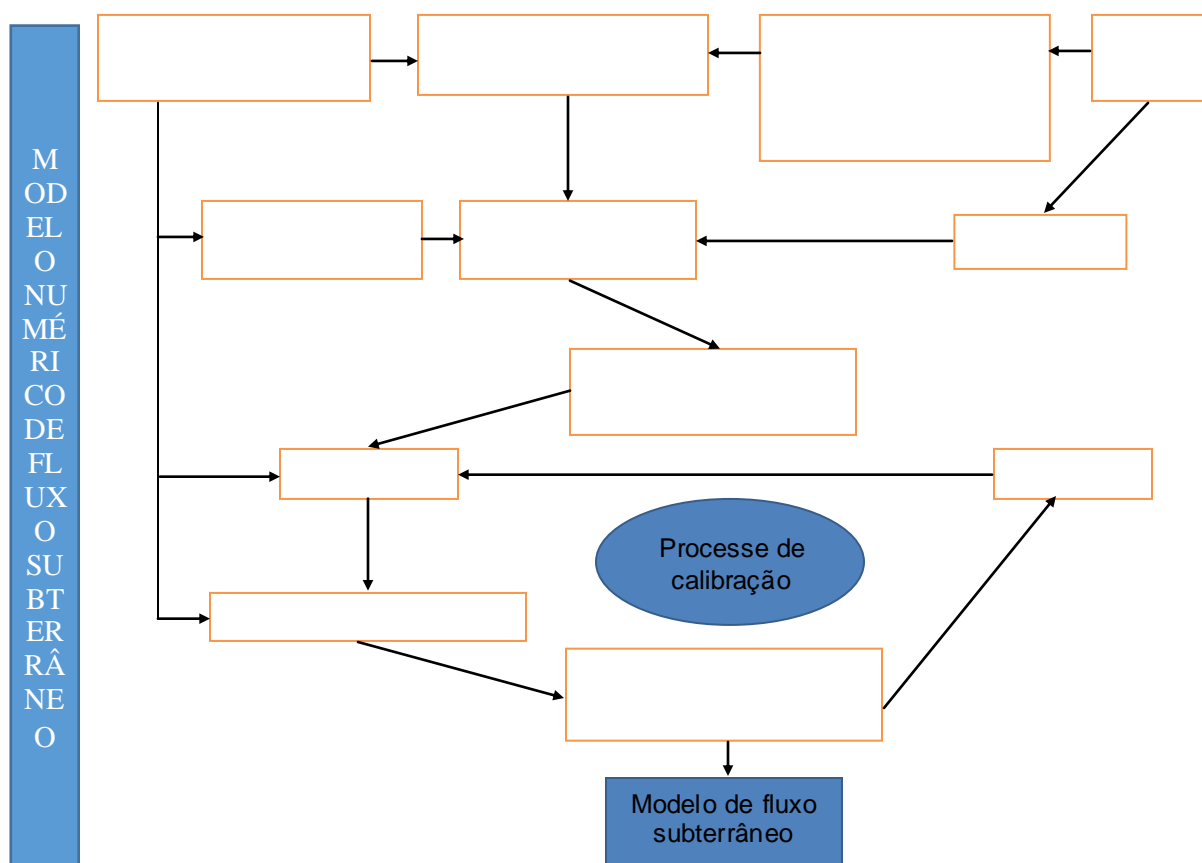 M
OD
EL
O
NU
MÉ
RI
CO
DE
FL
UX
O
SU
BT
ER
RÂ
NE
O
Processe de
calibração
Modelo de fluxo
subterrâneo